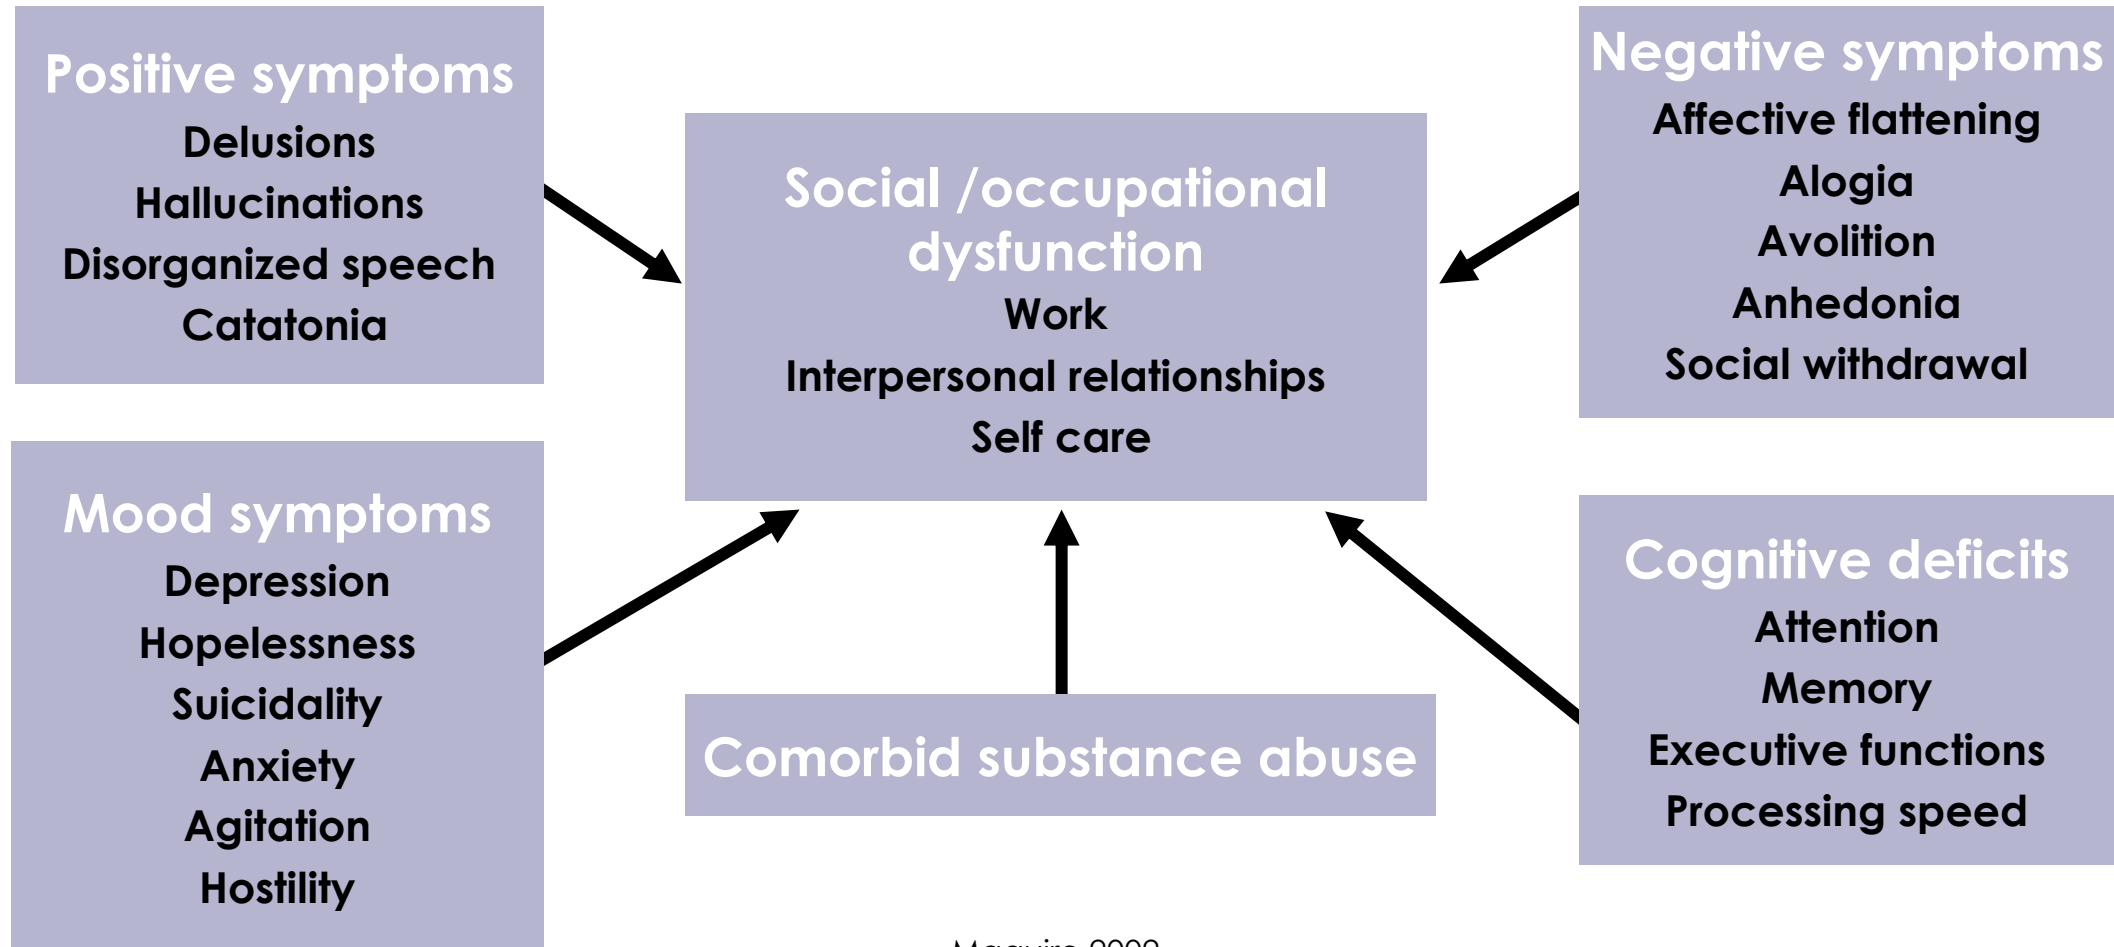 Positive symptoms
Delusions
Hallucinations
Disorganized speech
Catatonia
Social /occupational
dysfunction
Work
Interpersonal relationships
Self care
Negative symptoms
Affective flattening
Alogia
Avolition
Anhedonia
Social withdrawal
Mood symptoms
Depression
Hopelessness
Suicidality
Anxiety
Agitation
Hostility
Comorbid substance abuse
Cognitive deficits
Attention
Memory
Executive functions
Processing speed